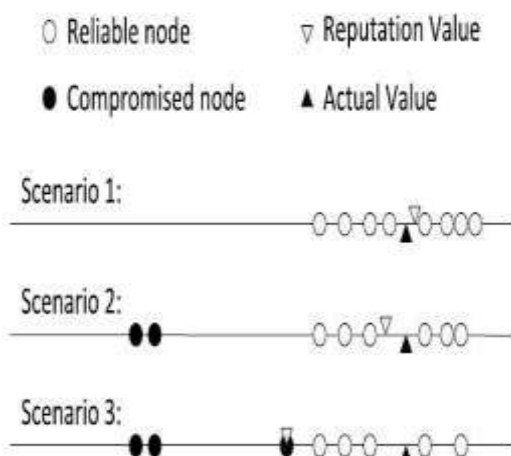 Reliable node
Reputation Value
Compromised node
Actual Value
Scenario 1:
Scenario 2:
Scenario 3: